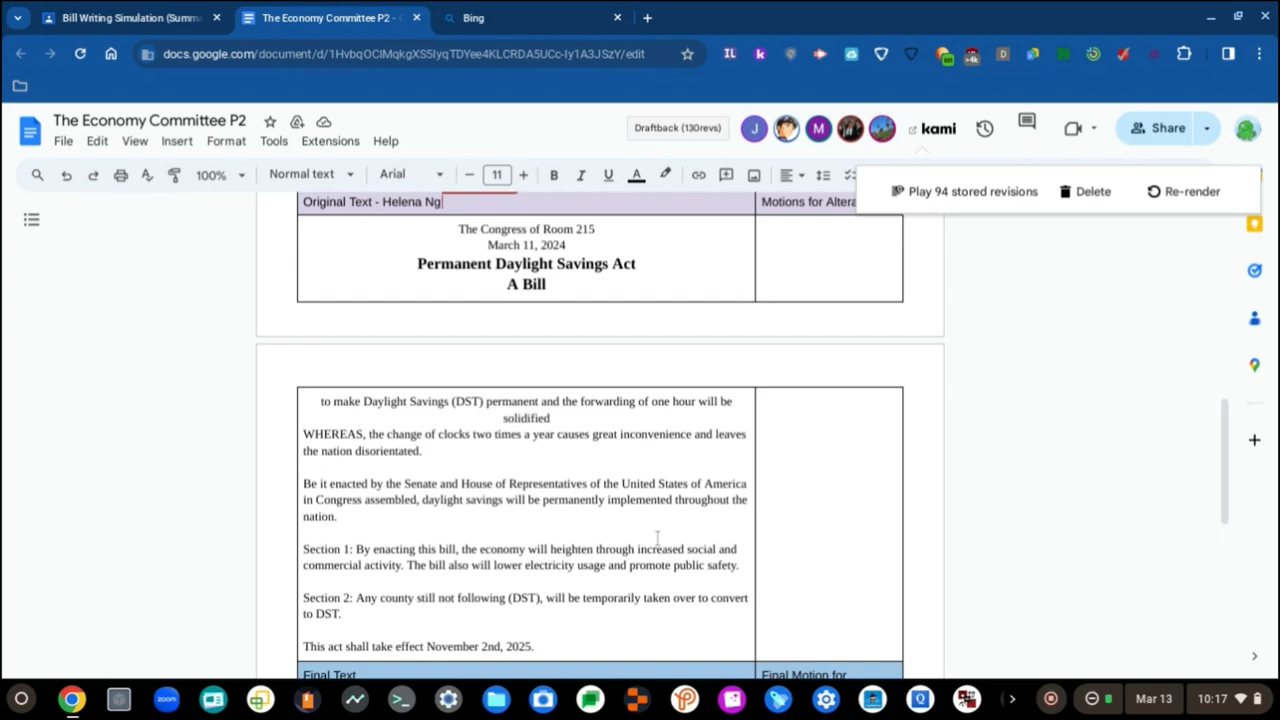 Bill Writing Simulation (Summ
The Economy Committee P2 -
Bing
docs.google.com/document/d/1HvbqOCIMqkgXS5IyqTDYee4KLCRDA5UCc-Iy1A3JSzY/edit
The Economy Committee P2
File Edit View Insert Format Tools Extensions Help
Draftback (130revs)
J
M
kami
Share
100%
Normal text
Arial
11
Play 94 stored revisions
Delete
Re-render
Original Text - Helena Ng
Motions for Altera
The Congress of Room 215
March 11, 2024
Permanent Daylight Savings Act
A Bill
to make Daylight Savings (DST) permanent and the forwarding of one hour will be
solidified
WHEREAS, the change of clocks two times a year causes great inconvenience and leaves
the nation disorientated.
Be it enacted by the Senate and House of Representatives of the United States of America
in Congress assembled, daylight savings will be permanently implemented throughout the
nation.
Section 1: By enacting this bill, the economy will heighten through increased social and
commercial activity. The bill also will lower electricity usage and promote public safety.
Section 2: Any county still not following (DST), will be temporarily taken over to convert
to DST.
This act shall take effect November 2nd, 2025.
Final Text
Final Motion for
zoom
Mar 13
10:17